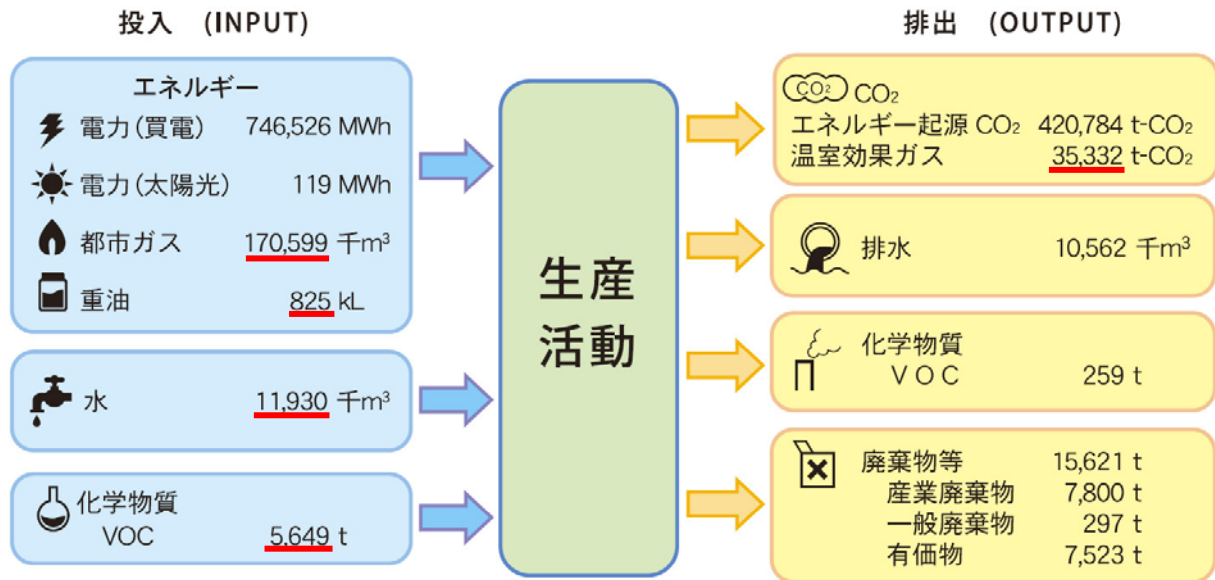 投入 (INPUT)
エネルギー
電力(買電) 746,526 MWh
電力(太陽光) 119 MWh
都市ガス 170,599 千m³
重油 825 kL
水 11,930 千m³
化学物質
VOC 5,649 t
生産
活動
排出 (OUTPUT)
CO₂ CO₂
エネルギー起源 CO₂ 420,784 t-CO₂
温室効果ガス 35,332 t-CO₂
排水 10,562 千m³
化学物質
VOC 259 t
廃棄物等 15,621 t
産業廃棄物 7,800 t
一般廃棄物 297 t
有価物 7,523 t